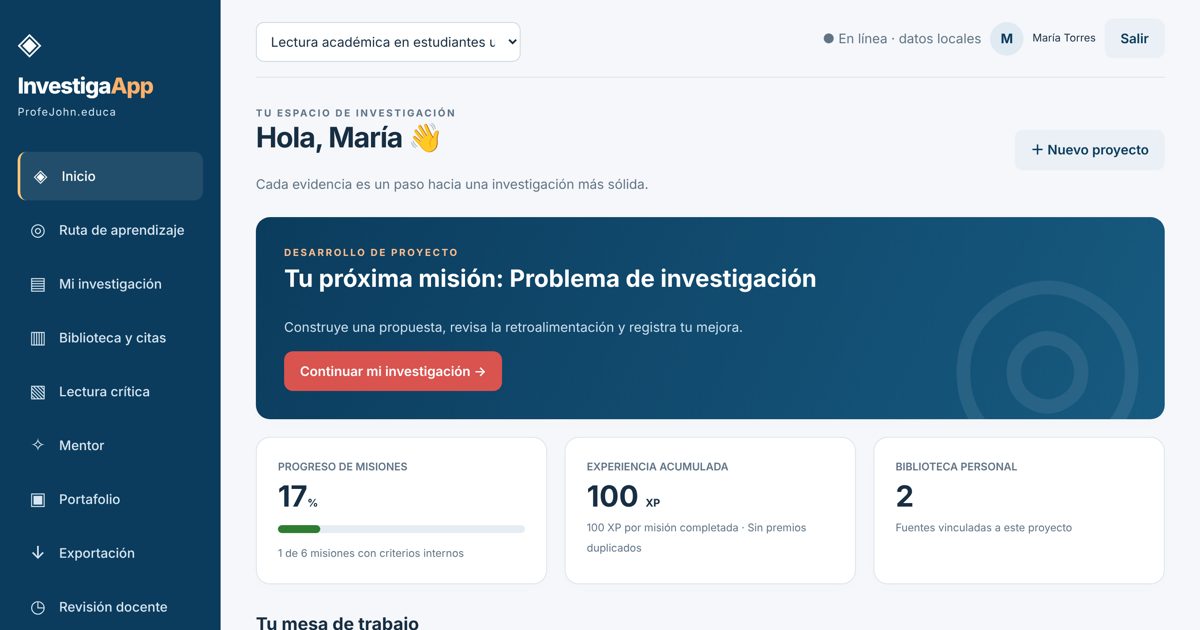 InvestigaApp
ProfeJohn.educa
Inicio
Ruta de aprendizaje
Mi investigación
Biblioteca y citas
Lectura crítica
Mentor
Portafolio
Exportación
Revisión docente
Lectura académica en estudiantes
En línea · datos locales
M
María Torres
Salir
TU ESPACIO DE INVESTIGACIÓN
Hola, María 👋
Cada evidencia es un paso hacia una investigación más sólida.
+ Nuevo proyecto
DESARROLLO DE PROYECTO
Tu próxima misión: Problema de investigación
Construye una propuesta, revisa la retroalimentación y registra tu mejora.
Continuar mi investigación →
PROGRESO DE MISIONES
17%
1 de 6 misiones con criterios internos
EXPERIENCIA ACUMULADA
100 XP
100 XP por misión completada · Sin premios
duplicados
BIBLIOTECA PERSONAL
2
Fuentes vinculadas a este proyecto
Tu mesa de trabajo